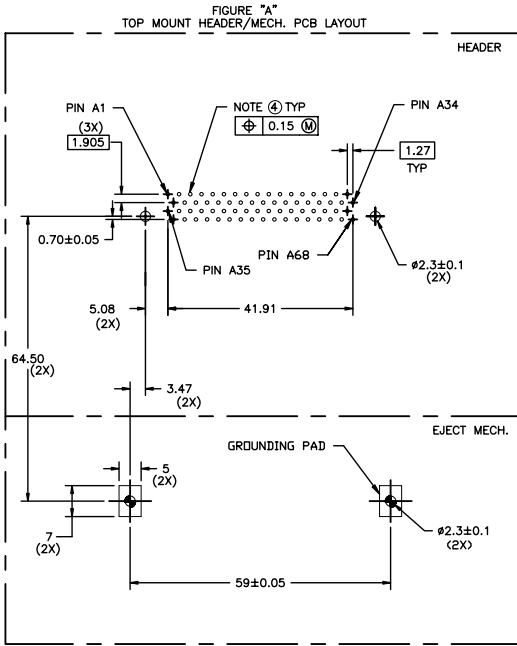 FIGURE "A"
TOP MOUNT HEADER/MECH. PCB LAYOUT
HEADER
PIN A1
NOTE ④ TYP
PIN A34
(3X)
1.905
⌖ 0.15 Ⓜ
1.27
TYP
0.70±0.05
PIN A35
PIN A68
ø2.3±0.1
(2X)
5.08
(2X)
41.91
64.50
(2X)
3.47
(2X)
EJECT MECH.
GROUNDING PAD
5
(2X)
7
(2X)
ø2.3±0.1
(2X)
59±0.05